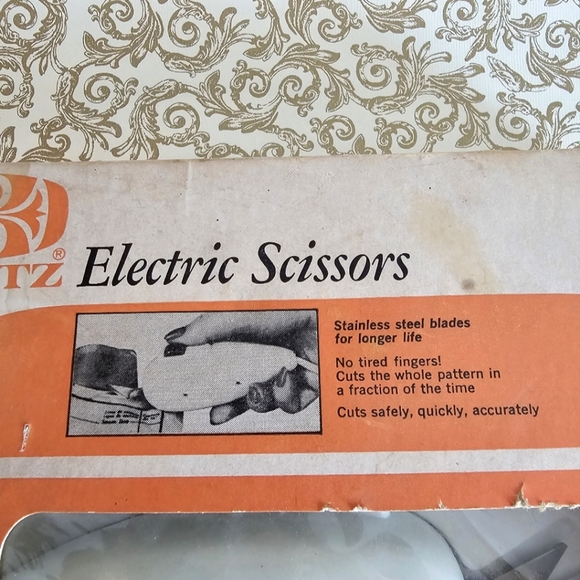 TZ®
Electric Scissors
Stainless steel blades
for longer life
No tired fingers!
Cuts the whole pattern in
a fraction of the time
Cuts safely, quickly, accurately